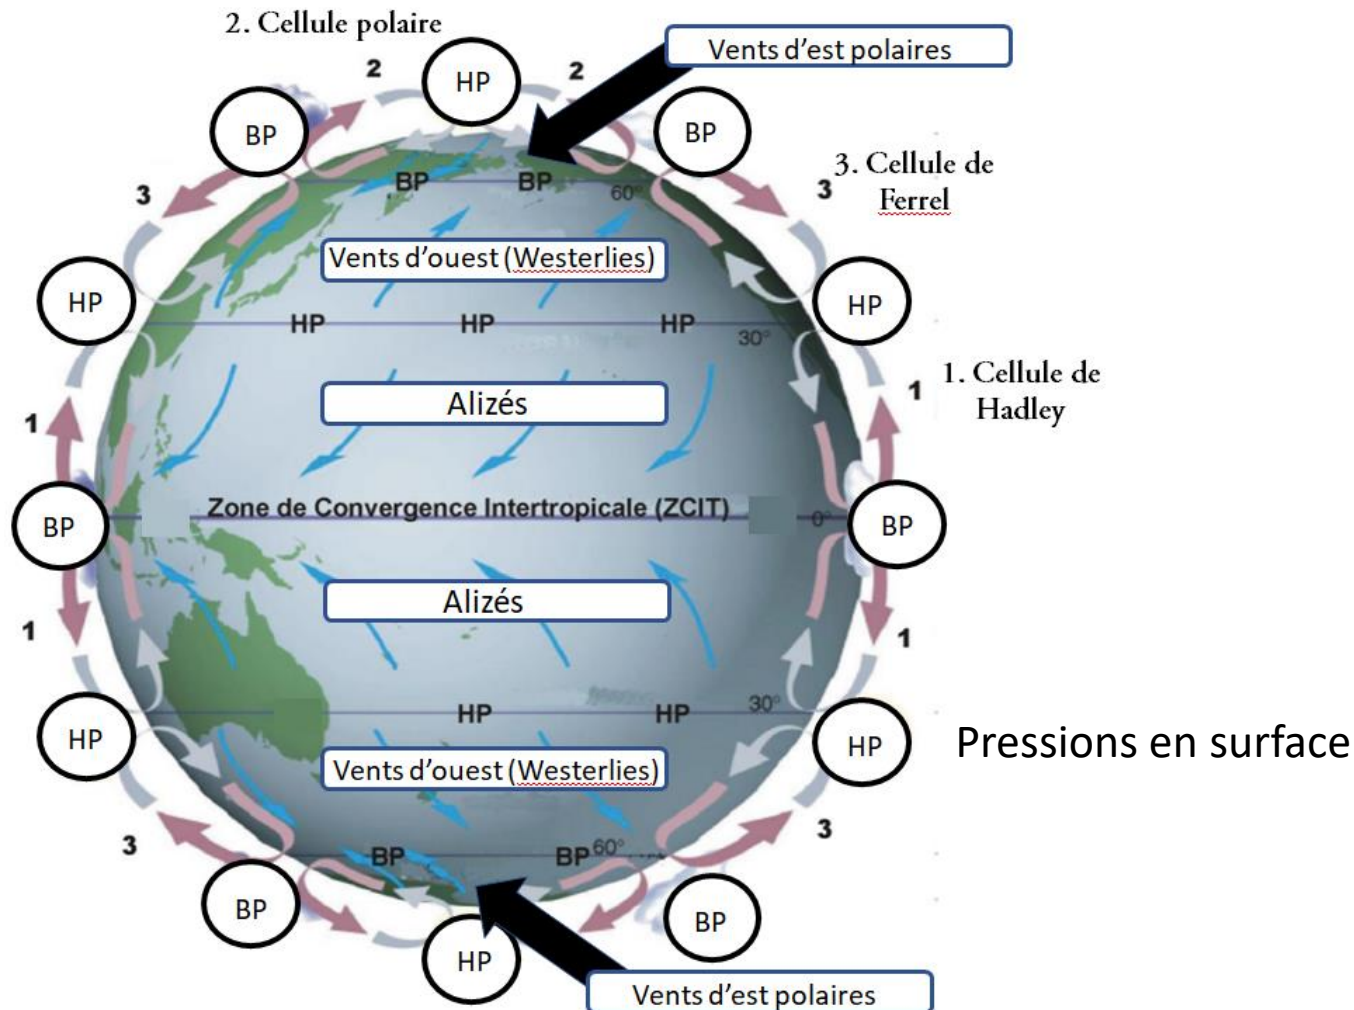 2. Cellule polaire
Vents d'est polaires
2
HP
2
BP
BP
3. Cellule de
Ferrel
3
3
BP
BP
60°
Vents d'ouest (Westerlies)
HP
HP
HP
HP
HP
30°
1. Cellule de
Hadley
1
1
Alizés
Zone de Convergence Intertropicale (ZCIT)
BP
0°
BP
Alizés
1
1
HP
HP
HP
30°
HP
Pressions en surface
Vents d'ouest (Westerlies)
3
3
BP
BP
60°
BP
BP
HP
Vents d'est polaires